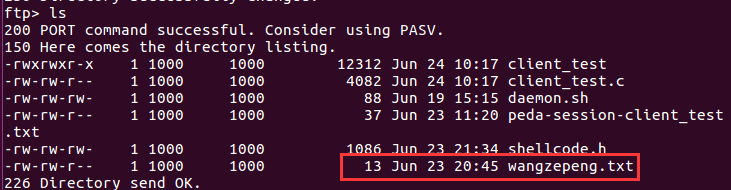 ftp> ls
200 PORT command successful. Consider using PASV.
150 Here comes the directory listing.
-rwxrwxr-x    1 1000     1000        12312 Jun 24 10:17 client_test
-rw-rw-r--    1 1000     1000         4082 Jun 24 10:17 client_test.c
-rw-rw-rw-    1 1000     1000           88 Jun 19 15:15 daemon.sh
-rw-rw-r--    1 1000     1000           37 Jun 23 11:20 peda-session-client_test
.txt
-rw-rw-rw-    1 1000     1000         1086 Jun 23 21:34 shellcode.h
-rw-rw-r--    1 1000     1000           13 Jun 23 20:45 wangzepeng.txt
226 Directory send OK.